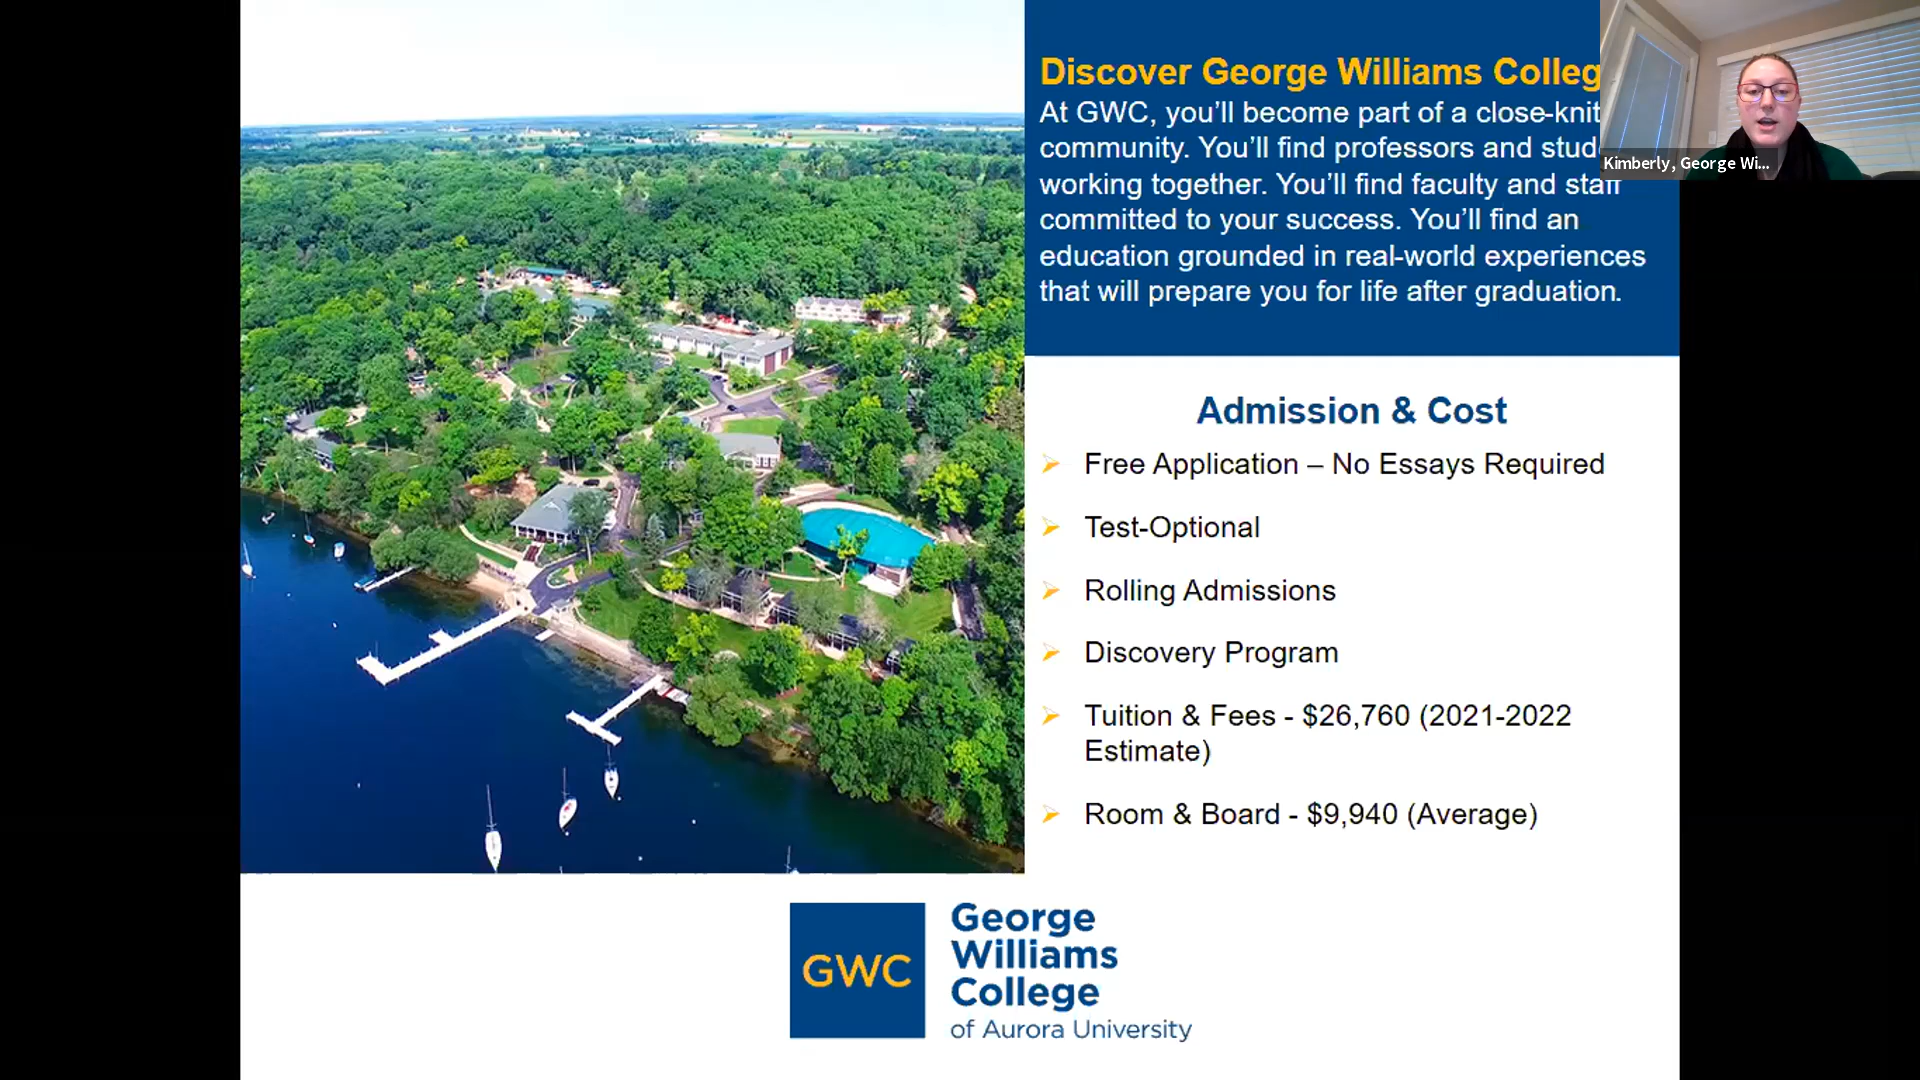 Discover George Williams Colleg
At GWC, you’ll become part of a close-knit
community. You’ll find professors and stud
working together. You’ll find faculty and staff
committed to your success. You’ll find an
education grounded in real-world experiences
that will prepare you for life after graduation.
Kimberly, George Wi...
Admission & Cost
Free Application – No Essays Required
Test-Optional
Rolling Admissions
Discovery Program
Tuition & Fees - $26,760 (2021-2022
Estimate)
Room & Board - $9,940 (Average)
GWC
George
Williams
College
of Aurora University